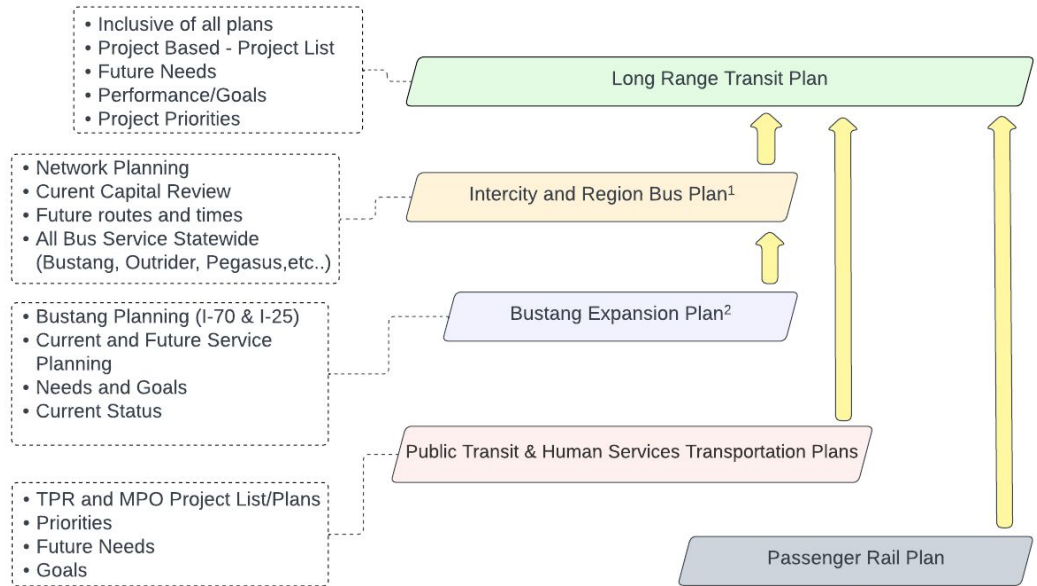 • Inclusive of all plans
• Project Based - Project List
• Future Needs
• Performance/Goals
• Project Priorities
Long Range Transit Plan
• Network Planning
• Curent Capital Review
• Future routes and times
• All Bus Service Statewide
(Bustang, Outrider, Pegasus,etc..)
Intercity and Region Bus Plan¹
• Bustang Planning (I-70 & I-25)
• Current and Future Service
Planning
• Needs and Goals
• Current Status
Bustang Expansion Plan²
Public Transit & Human Services Transportation Plans
• TPR and MPO Project List/Plans
• Priorities
• Future Needs
• Goals
Passenger Rail Plan